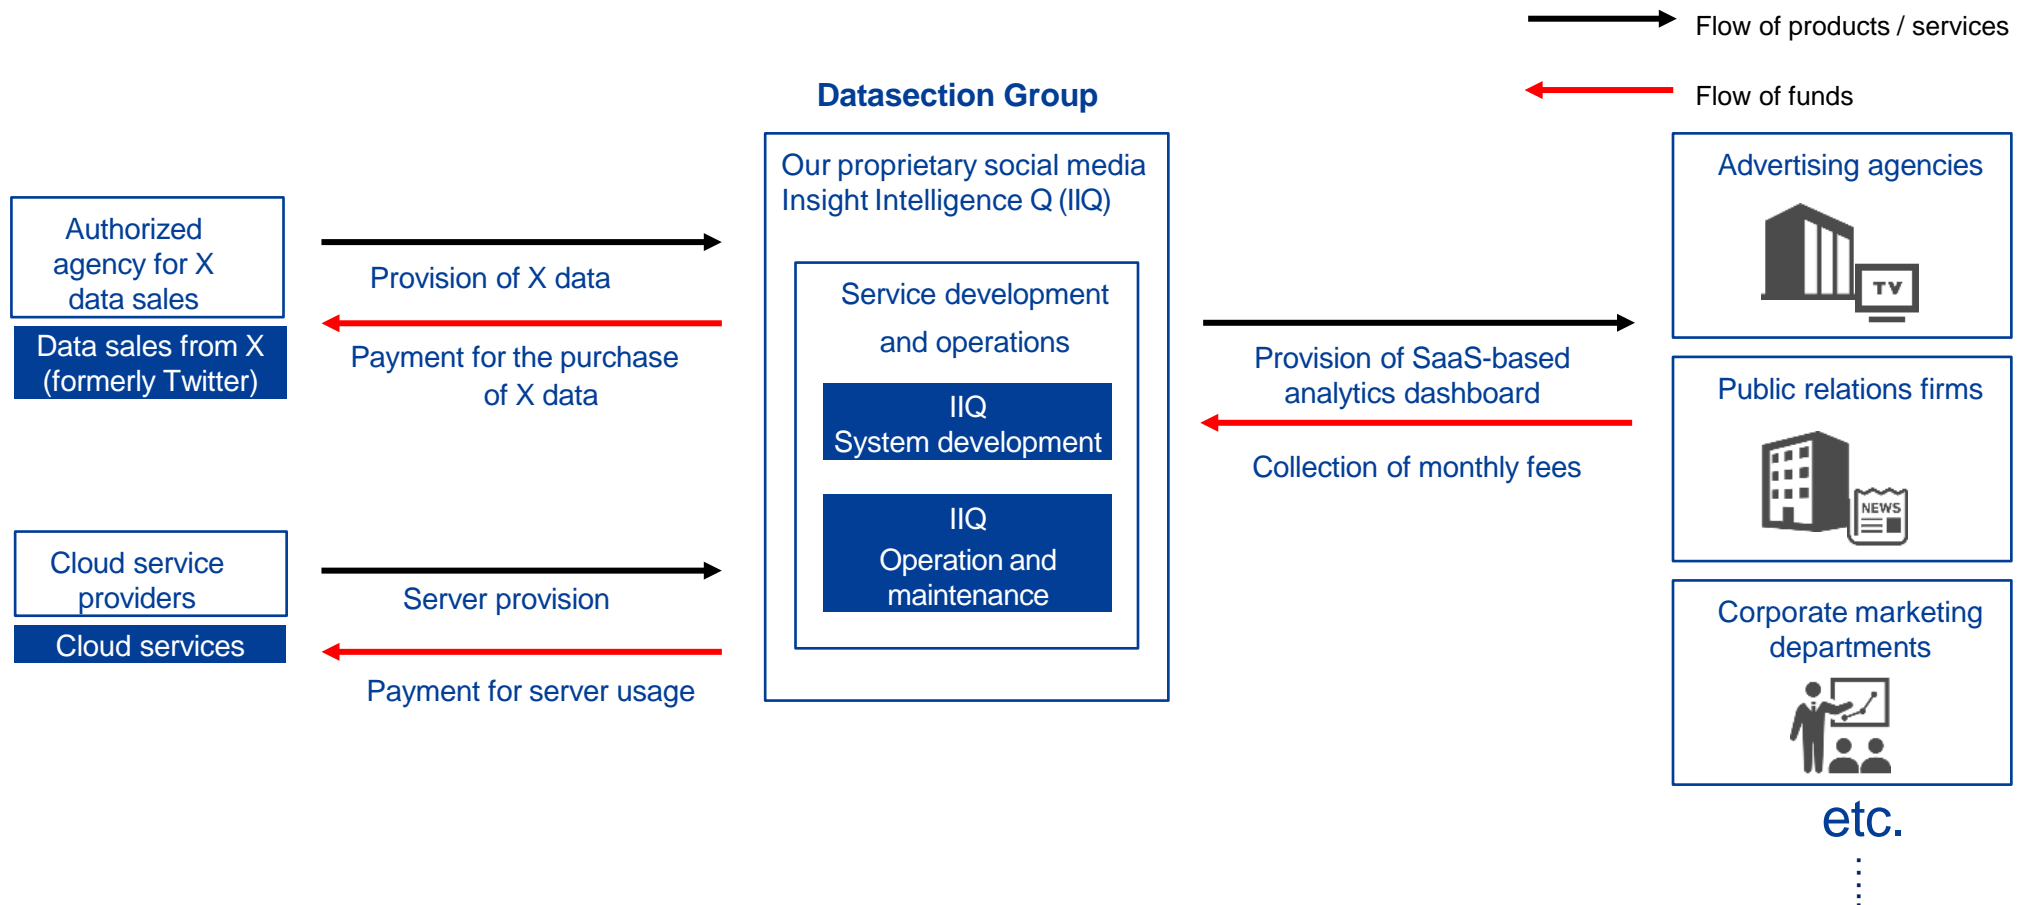 Flow of products / services
Flow of funds
Datasection Group
Authorized
agency for X
data sales
Data sales from X
(formerly Twitter)
Provision of X data
Payment for the purchase
of X data
Cloud service
providers
Cloud services
Server provision
Payment for server usage
Our proprietary social media
Insight Intelligence Q (IIQ)
Service development
and operations
IIQ
System development
IIQ
Operation and
maintenance
Provision of SaaS-based
analytics dashboard
Collection of monthly fees
Advertising agencies
TV
Public relations firms
NEWS
Corporate marketing
departments
etc.